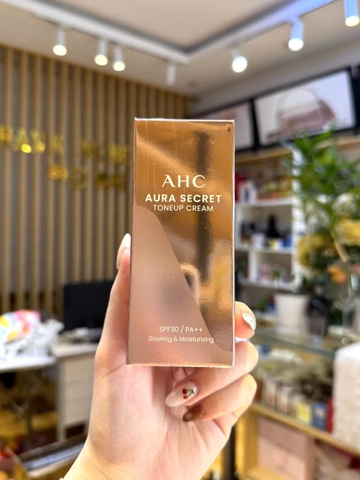 AHC
AURA SECRET
TONEUP CREAM
SPF30 / PA++
Glowing & Moisturizing